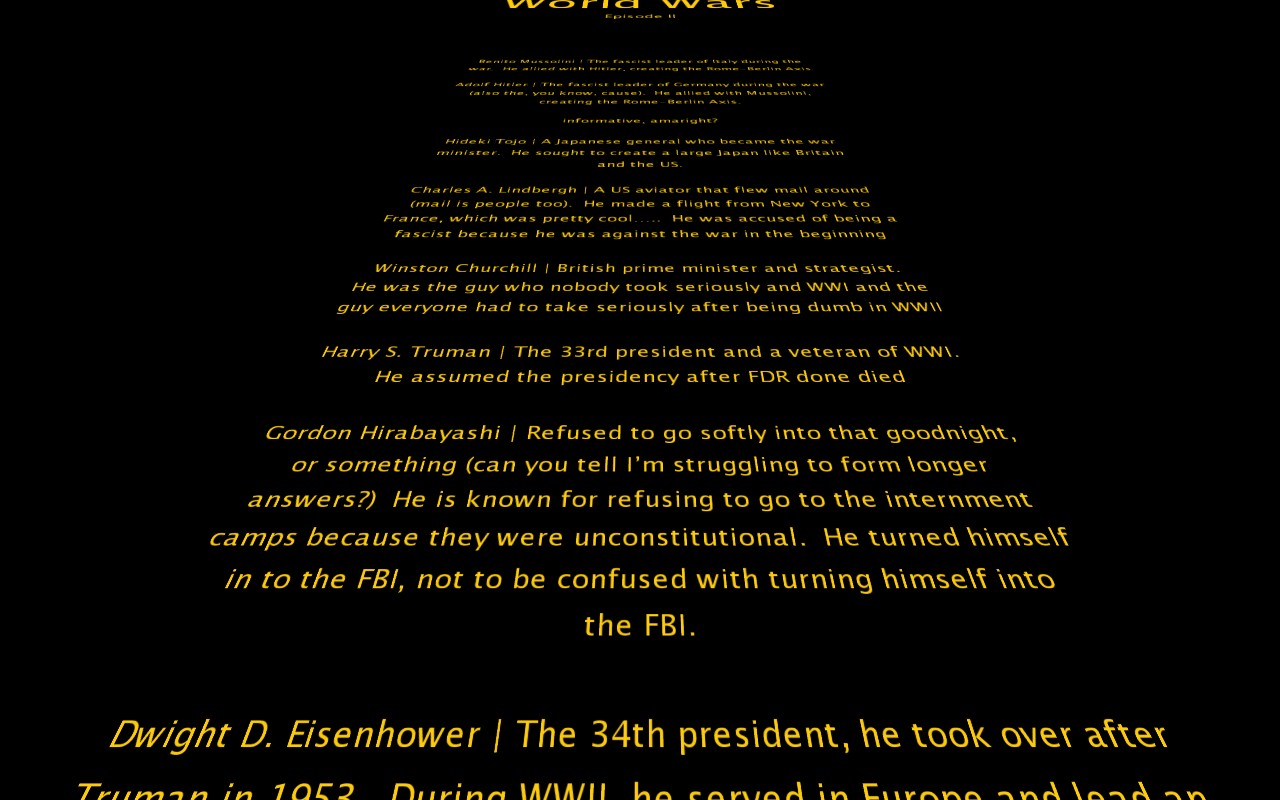 World Wars
Episode II
Benito Mussolini | The fascist leader of Italy during the
war.  He allied with Hitler, creating the Rome-Berlin Axis
Adolf Hitler | The fascist leader of Germany during the war
(also the, you know, cause).  He allied with Mussolini,
creating the Rome-Berlin Axis.
informative, amaright?
Hideki Tojo | A Japanese general who became the war
minister.  He sought to create a large Japan like Britain
and the US.
Charles A. Lindbergh | A US aviator that flew mail around
(mail is people too).  He made a flight from New York to
France, which was pretty cool.....  He was accused of being a
fascist because he was against the war in the beginning
Winston Churchill | British prime minister and strategist.
He was the guy who nobody took seriously and WWI and the
guy everyone had to take seriously after being dumb in WWII
Harry S. Truman | The 33rd president and a veteran of WWI.
He assumed the presidency after FDR done died
Gordon Hirabayashi | Refused to go softly into that goodnight,
or something (can you tell I'm struggling to form longer
answers?)  He is known for refusing to go to the internment
camps because they were unconstitutional.  He turned himself
in to the FBI, not to be confused with turning himself into
the FBI.
Dwight D. Eisenhower | The 34th president, he took over after
Truman in 1953.  During WWII, he served in Europe and lead an